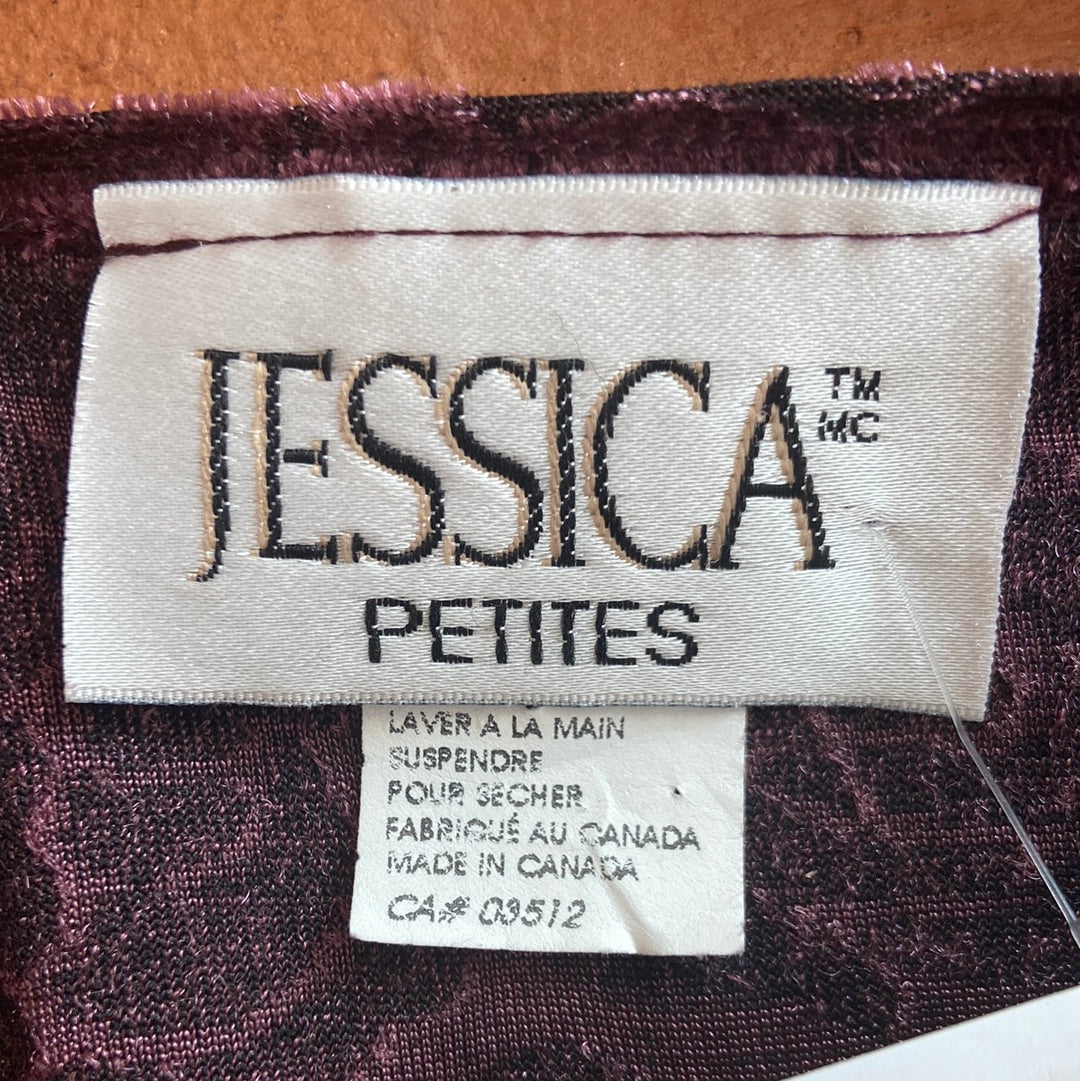 JESSICA
TM
MC
PETITES
LAVER A LA MAIN
SUSPENDRE
POUR SECHER
FABRIQUÉ AU CANADA
MADE IN CANADA
CA# 09512